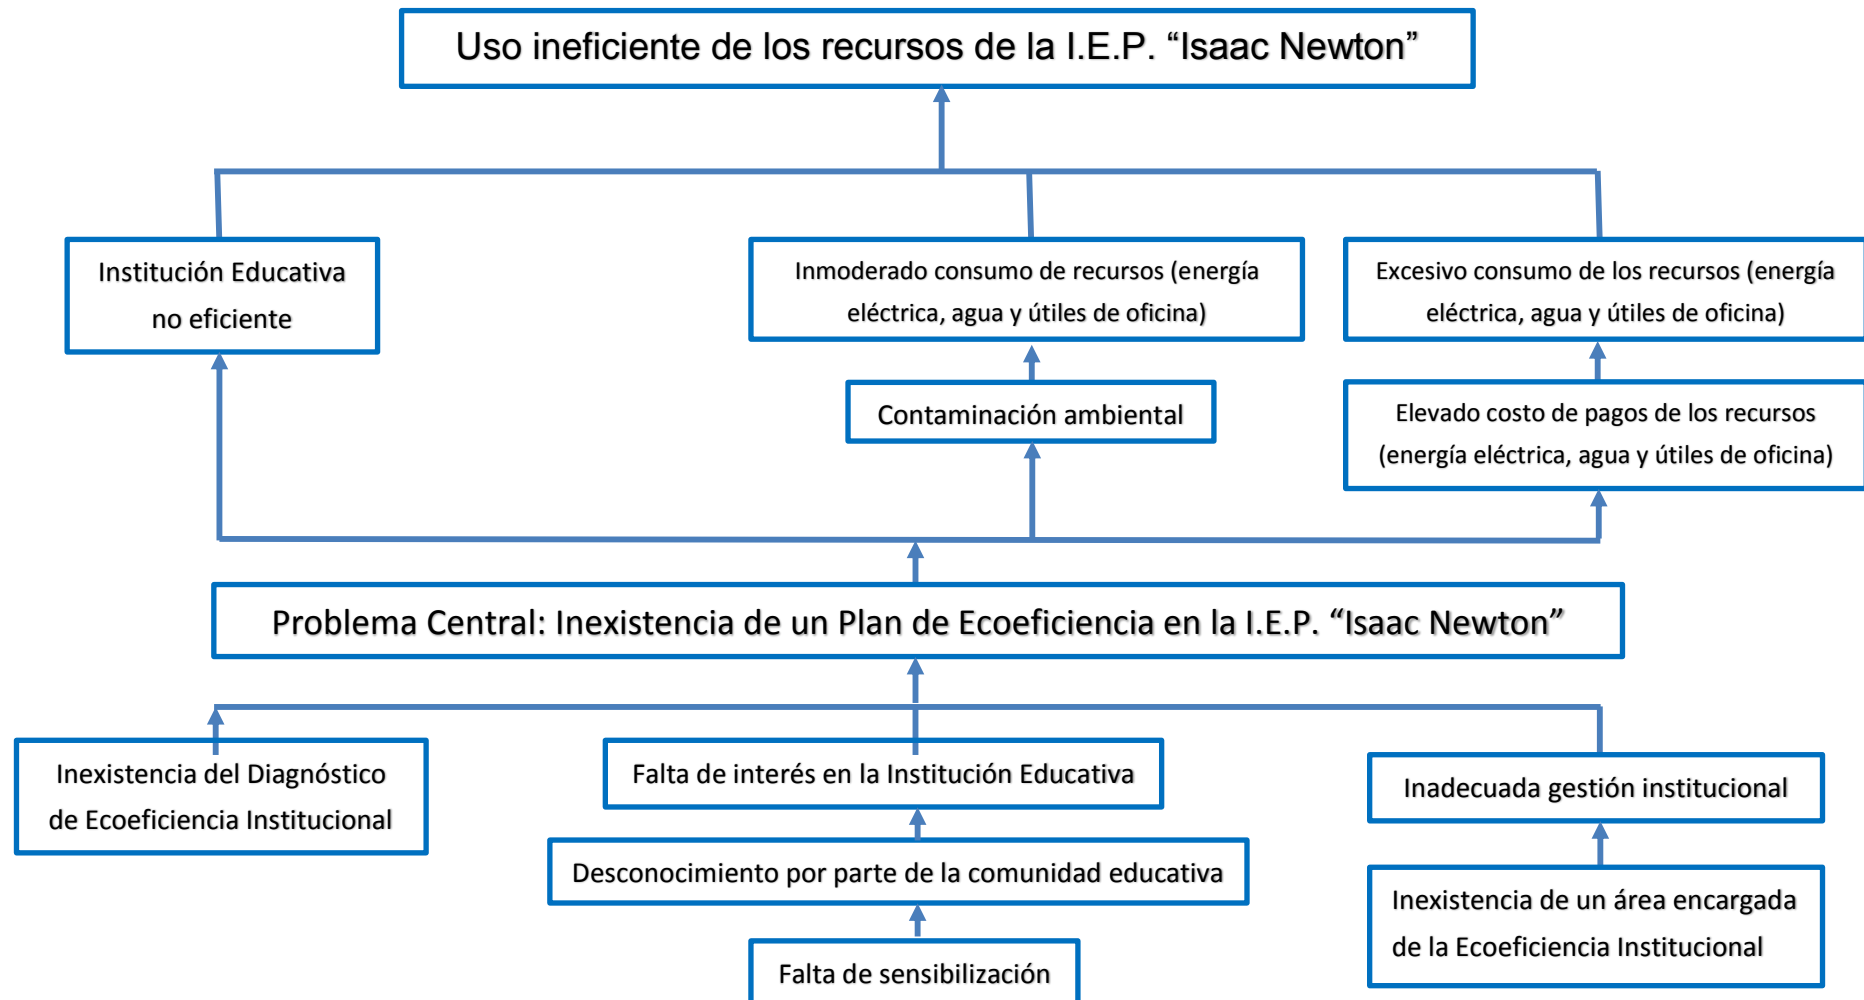 Uso ineficiente de los recursos de la I.E.P. “Isaac Newton”
Institución Educativa
no eficiente
Inmoderado consumo de recursos (energía
eléctrica, agua y útiles de oficina)
Excesivo consumo de los recursos (energía
eléctrica, agua y útiles de oficina)
Contaminación ambiental
Elevado costo de pagos de los recursos
(energía eléctrica, agua y útiles de oficina)
Problema Central: Inexistencia de un Plan de Ecoeficiencia en la I.E.P. “Isaac Newton”
Inexistencia del Diagnóstico
de Ecoeficiencia Institucional
Falta de interés en la Institución Educativa
Inadecuada gestión institucional
Desconocimiento por parte de la comunidad educativa
Inexistencia de un área encargada
de la Ecoeficiencia Institucional
Falta de sensibilización